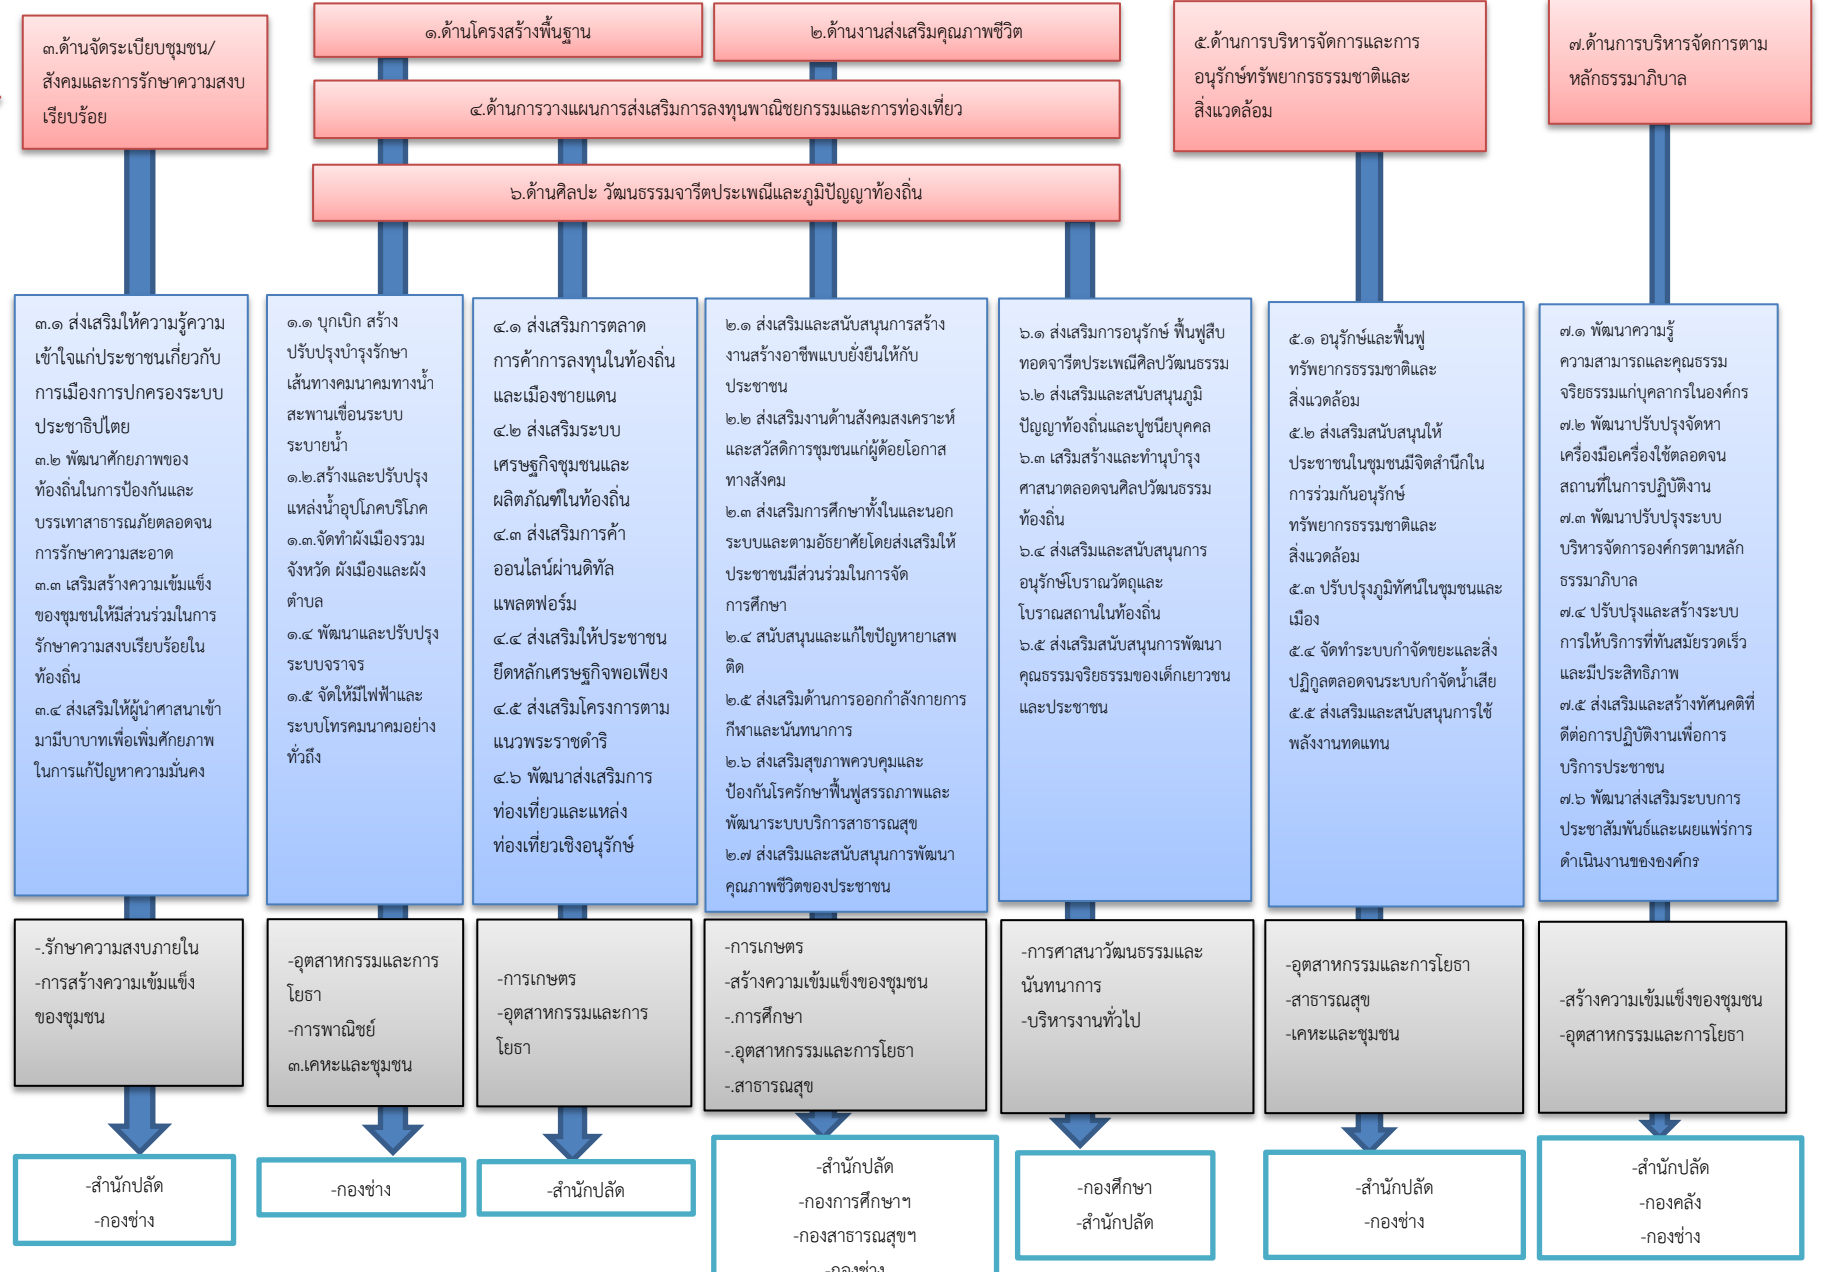 ๓.ด้านจัดระเบียบชุมชน/
สังคมและการรักษาความสงบ
เรียบร้อย
๑.ด้านโครงสร้างพื้นฐาน
๒.ด้านงานส่งเสริมคุณภาพชีวิต
๔.ด้านการวางแผนการส่งเสริมการลงทุนพาณิชยกรรมและการท่องเที่ยว
๖.ด้านศิลปะ วัฒนธรรมจารีตประเพณีและภูมิปัญญาท้องถิ่น
๕.ด้านการบริหารจัดการและการ
อนุรักษ์ทรัพยากรธรรมชาติและ
สิ่งแวดล้อม
๗.ด้านการบริหารจัดการตาม
หลักธรรมาภิบาล
๓.๑ ส่งเสริมให้ความรู้ความ
เข้าใจแก่ประชาชนเกี่ยวกับ
การเมืองการปกครองระบบ
ประชาธิปไตย
๓.๒ พัฒนาศักยภาพของ
ท้องถิ่นในการป้องกันและ
บรรเทาสาธารณภัยตลอดจน
การรักษาความสะอาด
๓.๓ เสริมสร้างความเข้มแข็ง
ของชุมชนให้มีส่วนร่วมในการ
รักษาความสงบเรียบร้อยใน
ท้องถิ่น
๓.๔ ส่งเสริมให้ผู้นำศาสนาเข้า
มามีบาบาทเพื่อเพิ่มศักยภาพ
ในการแก้ปัญหาความมั่นคง
๑.๑ บุกเบิก สร้าง
ปรับปรุงบำรุงรักษา
เส้นทางคมนาคมทางน้ำ
สะพานเขื่อนระบบ
ระบายน้ำ
๑.๒.สร้างและปรับปรุง
แหล่งน้ำอุปโภคบริโภค
๑.๓.จัดทำผังเมืองรวม
จังหวัด ผังเมืองและผัง
ตำบล
๑.๔ พัฒนาและปรับปรุง
ระบบจราจร
๑.๕ จัดให้มีไฟฟ้าและ
ระบบโทรคมนาคมอย่าง
ทั่วถึง
๔.๑ ส่งเสริมการตลาด
การค้าการลงทุนในท้องถิ่น
และเมืองชายแดน
๔.๒ ส่งเสริมระบบ
เศรษฐกิจชุมชนและ
ผลิตภัณฑ์ในท้องถิ่น
๔.๓ ส่งเสริมการค้า
ออนไลน์ผ่านดิทัล
แพลตฟอร์ม
๔.๔ ส่งเสริมให้ประชาชน
ยึดหลักเศรษฐกิจพอเพียง
๔.๕ ส่งเสริมโครงการตาม
แนวพระราชดำริ
๔.๖ พัฒนาส่งเสริมการ
ท่องเที่ยวและแหล่ง
ท่องเที่ยวเชิงอนุรักษ์
๒.๑ ส่งเสริมและสนับสนุนการสร้าง
งานสร้างอาชีพแบบยั่งยืนให้กับ
ประชาชน
๒.๒ ส่งเสริมงานด้านสังคมสงเคราะห์
และสวัสดิการชุมชนแก่ผู้ด้อยโอกาส
ทางสังคม
๒.๓ ส่งเสริมการศึกษาทั้งในและนอก
ระบบและตามอัธยาศัยโดยส่งเสริมให้
ประชาชนมีส่วนร่วมในการจัด
การศึกษา
๒.๔ สนับสนุนและแก้ไขปัญหายาเสพ
ติด
๒.๕ ส่งเสริมด้านการออกกำลังกายการ
กีฬาและนันทนาการ
๒.๖ ส่งเสริมสุขภาพควบคุมและ
ป้องกันโรครักษาฟื้นฟูสรรถภาพและ
พัฒนาระบบบริการสาธารณสุข
๒.๗ ส่งเสริมและสนับสนุนการพัฒนา
คุณภาพชีวิตของประชาชน
๖.๑ ส่งเสริมการอนุรักษ์ ฟื้นฟูสืบ
ทอดจารีตประเพณีศิลปวัฒนธรรม
๖.๒ ส่งเสริมและสนับสนุนภูมิ
ปัญญาท้องถิ่นและปูชนียบุคคล
๖.๓ เสริมสร้างและทำนุบำรุง
ศาสนาตลอดจนศิลปวัฒนธรรม
ท้องถิ่น
๖.๔ ส่งเสริมและสนับสนุนการ
อนุรักษ์โบราณวัตถุและ
โบราณสถานในท้องถิ่น
๖.๕ ส่งเสริมสนับสนุนการพัฒนา
คุณธรรมจริยธรรมของเด็กเยาวชน
และประชาชน
๕.๑ อนุรักษ์และฟื้นฟู
ทรัพยากรธรรมชาติและ
สิ่งแวดล้อม
๕.๒ ส่งเสริมสนับสนุนให้
ประชาชนในชุมชนมีจิตสำนึกใน
การร่วมกันอนุรักษ์
ทรัพยากรธรรมชาติและ
สิ่งแวดล้อม
๕.๓ ปรับปรุงภูมิทัศน์ในชุมชนและ
เมือง
๕.๔ จัดทำระบบกำจัดขยะและสิ่ง
ปฏิกูลตลอดจนระบบกำจัดน้ำเสีย
๕.๕ ส่งเสริมและสนับสนุนการใช้
พลังงานทดแทน
๗.๑ พัฒนาความรู้
ความสามารถและคุณธรรม
จริยธรรมแก่บุคลากรในองค์กร
๗.๒ พัฒนาปรับปรุงจัดหา
เครื่องมือเครื่องใช้ตลอดจน
สถานที่ในการปฏิบัติงาน
๗.๓ พัฒนาปรับปรุงระบบ
บริหารจัดการองค์กรตามหลัก
ธรรมาภิบาล
๗.๔ ปรับปรุงและสร้างระบบ
การให้บริการที่ทันสมัยรวดเร็ว
และมีประสิทธิภาพ
๗.๕ ส่งเสริมและสร้างทัศนคติที่
ดีต่อการปฏิบัติงานเพื่อการ
บริการประชาชน
๗.๖ พัฒนาส่งเสริมระบบการ
ประชาสัมพันธ์และเผยแพร่การ
ดำเนินงานขององค์กร
-.รักษาความสงบภายใน
-การสร้างความเข้มแข็ง
ของชุมชน
-อุตสาหกรรมและการ
โยธา
-การพาณิชย์
๓.เคหะและชุมชน
-การเกษตร
-อุตสาหกรรมและการ
โยธา
-การเกษตร
-สร้างความเข้มแข็งของชุมชน
-.การศึกษา
-.อุตสาหกรรมและการโยธา
-.สาธารณสุข
-การศาสนาวัฒนธรรมและ
นันทนาการ
-บริหารงานทั่วไป
-อุตสาหกรรมและการโยธา
-สาธารณสุข
-เคหะและชุมชน
-สร้างความเข้มแข็งของชุมชน
-อุตสาหกรรมและการโยธา
-สำนักปลัด
-กองช่าง
-กองช่าง
-สำนักปลัด
-สำนักปลัด
-กองการศึกษาฯ
-กองสาธารณสุขฯ
-กองช่าง
-กองศึกษา
-สำนักปลัด
-สำนักปลัด
-กองช่าง
-สำนักปลัด
-กองคลัง
-กองช่าง